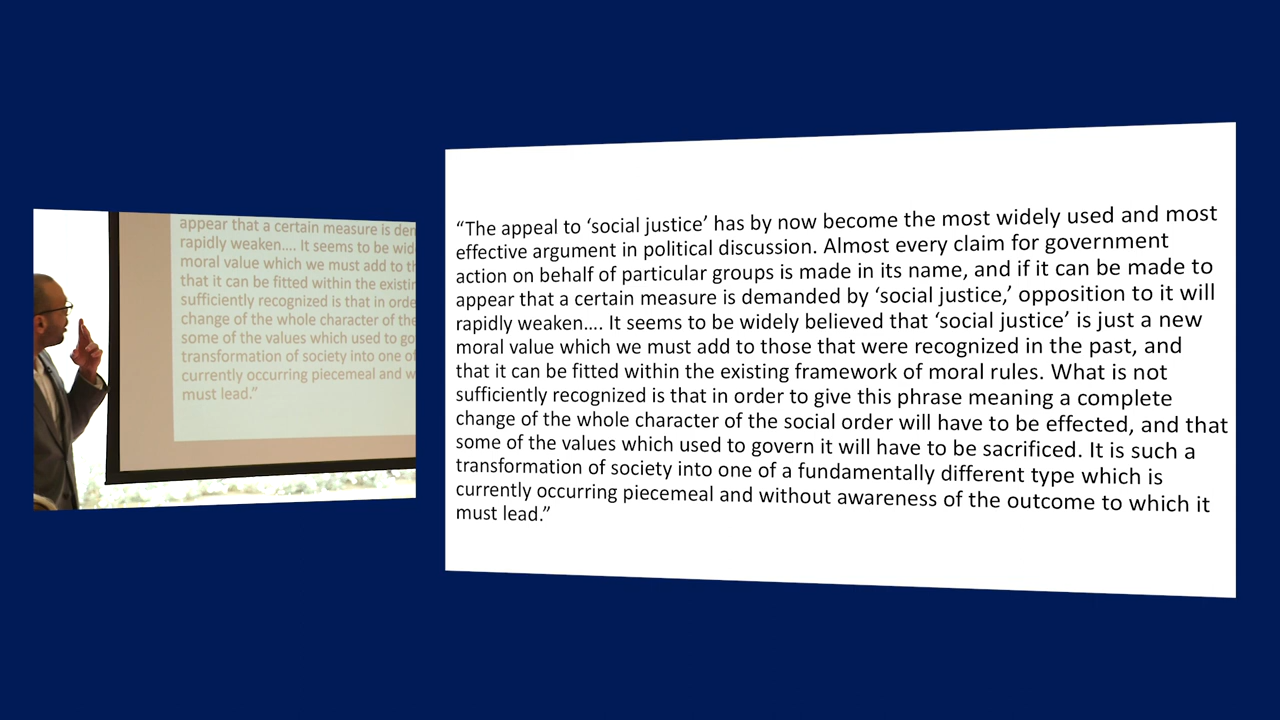 appear that a certain measure is den
rapidly weaken.... It seems to be wid
moral value which we must add to th
that it can be fitted within the existin
sufficiently recognized is that in orde
change of the whole character of the
some of the values which used to go
transformation of society into one of
currently occurring piecemeal and w
must lead.”
“The appeal to ‘social justice’ has by now become the most widely used and most
effective argument in political discussion. Almost every claim for government
action on behalf of particular groups is made in its name, and if it can be made to
appear that a certain measure is demanded by ‘social justice,’ opposition to it will
rapidly weaken.... It seems to be widely believed that ‘social justice’ is just a new
moral value which we must add to those that were recognized in the past, and
that it can be fitted within the existing framework of moral rules. What is not
sufficiently recognized is that in order to give this phrase meaning a complete
change of the whole character of the social order will have to be effected, and that
some of the values which used to govern it will have to be sacrificed. It is such a
transformation of society into one of a fundamentally different type which is
currently occurring piecemeal and without awareness of the outcome to which it
must lead.”